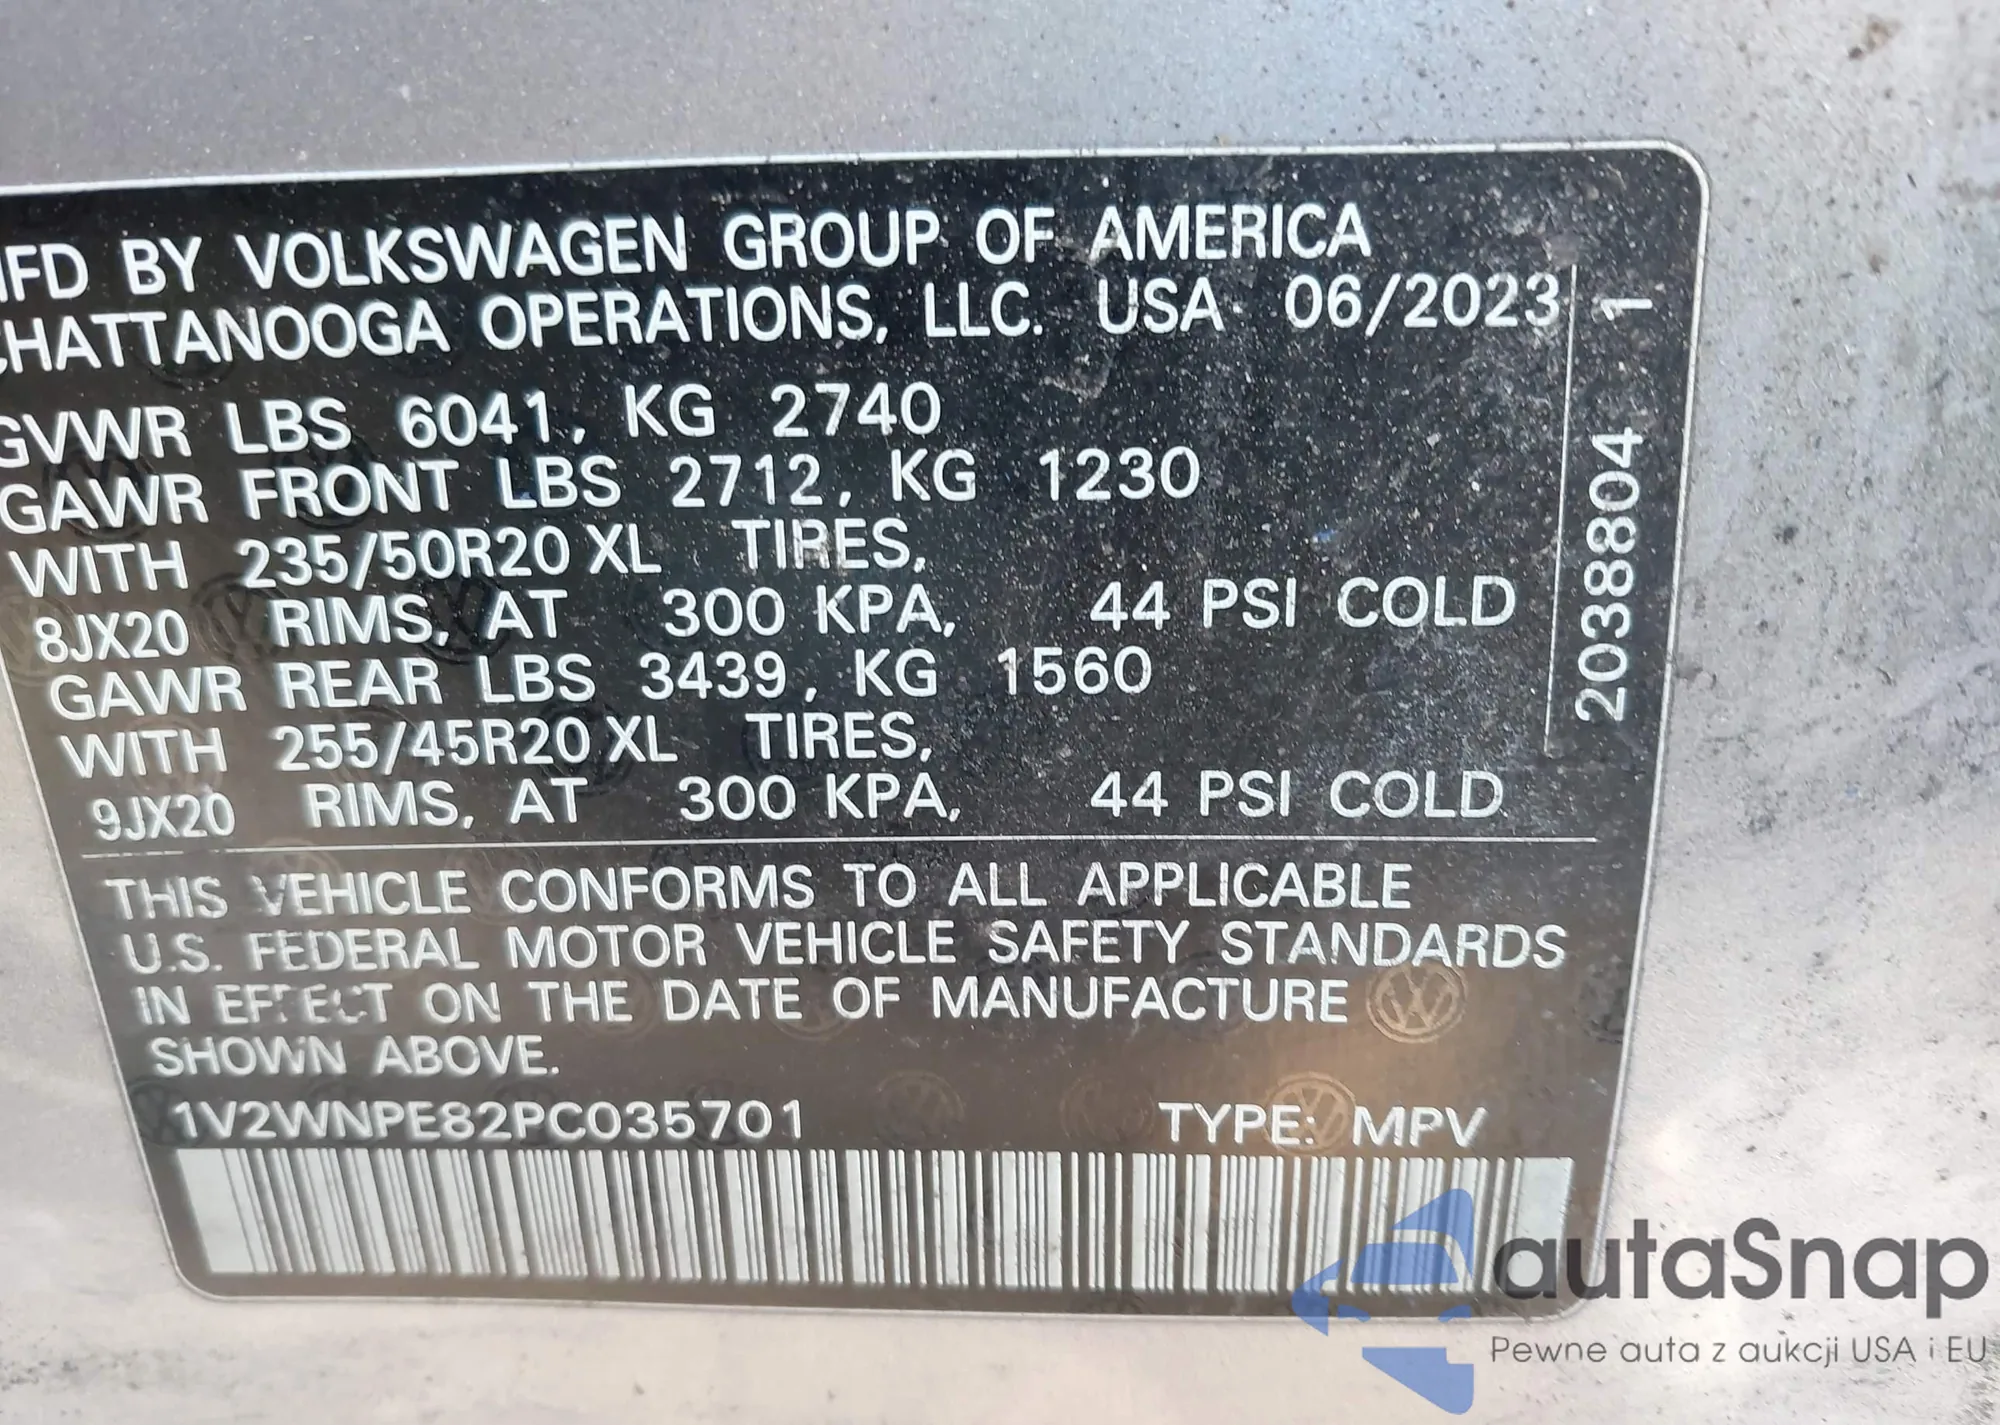 MFD BY VOLKSWAGEN GROUP OF AMERICA
CHATTANOOGA OPERATIONS, LLC. USA 06/2023
GVWR LBS 6041, KG 2740
GAWR FRONT LBS 2712, KG 1230
WITH 235/50R20 XL TIRES,
8JX20 RIMS, AT 300 KPA, 44 PSI COLD
GAWR REAR LBS 3439, KG 1560
WITH 255/45R20 XL TIRES,
9JX20 RIMS, AT 300 KPA, 44 PSI COLD
2038804 1
THIS VEHICLE CONFORMS TO ALL APPLICABLE
U.S. FEDERAL MOTOR VEHICLE SAFETY STANDARDS
IN EFFECT ON THE DATE OF MANUFACTURE
SHOWN ABOVE.
1V2WNPE82PC035701 TYPE: MPV
autaSnap
Pewne auta z aukcji USA i EU